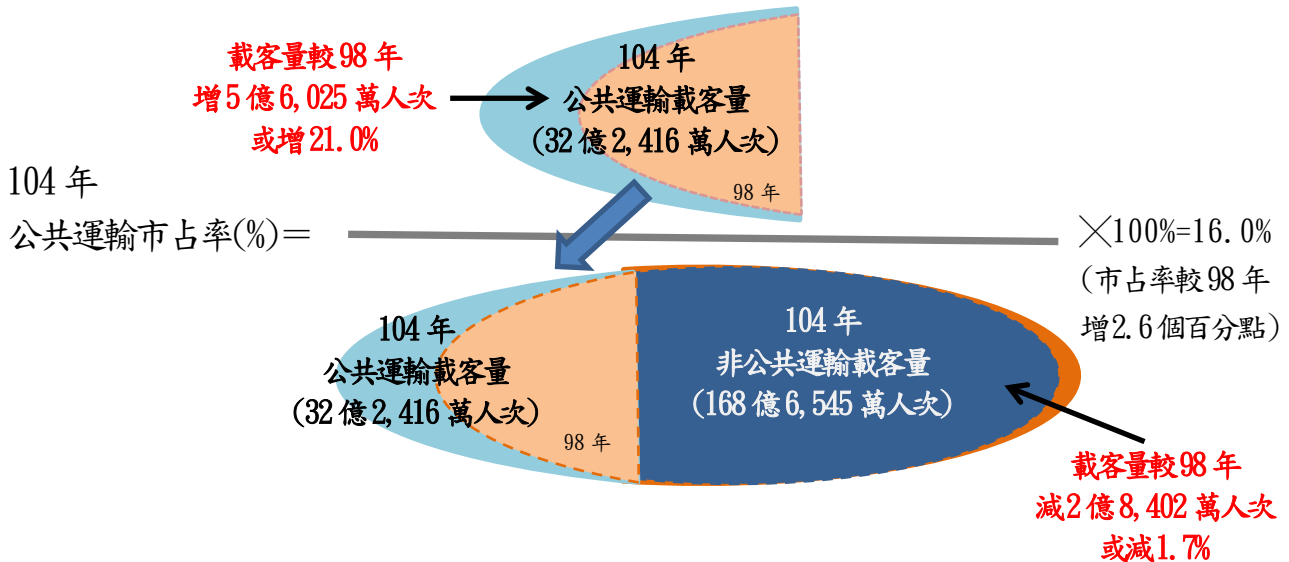 載客量較98年
增5億6,025萬人次
或增21.0%
104年
公共運輸載客量
(32億2,416萬人次)
98年
104年
公共運輸市占率(%)=
╳100%=16.0%
(市占率較98年
增2.6個百分點)
104年
公共運輸載客量
(32億2,416萬人次)
98年
104年
非公共運輸載客量
(168億6,545萬人次)
載客量較98年
減2億8,402萬人次
或減1.7%